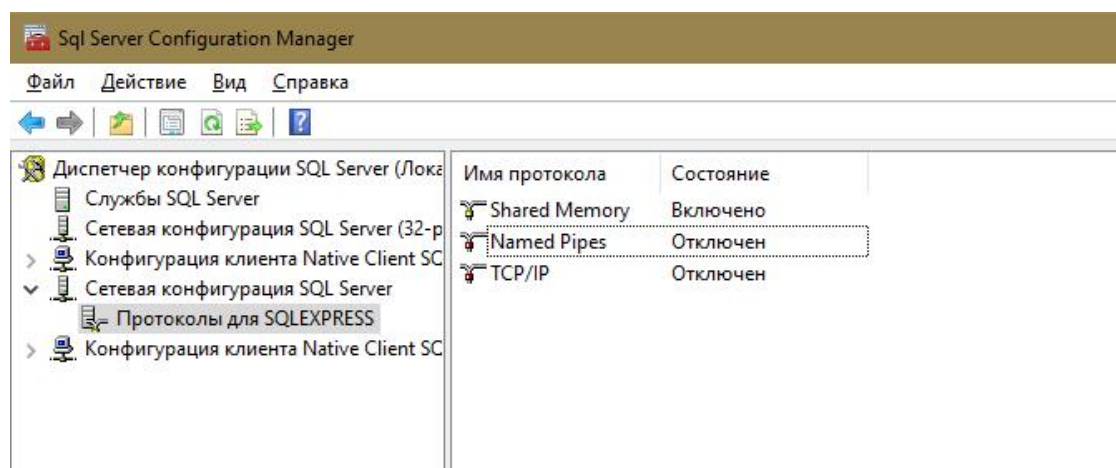 Sql Server Configuration Manager
Файл Действие Вид Справка
Диспетчер конфигурации SQL Server (Лока
Службы SQL Server
Сетевая конфигурация SQL Server (32-р
Конфигурация клиента Native Client SC
Сетевая конфигурация SQL Server
Протоколы для SQLEXPRESS
Конфигурация клиента Native Client SC
Имя протокола Состояние
Shared Memory Включено
Named Pipes Отключен
TCP/IP Отключен